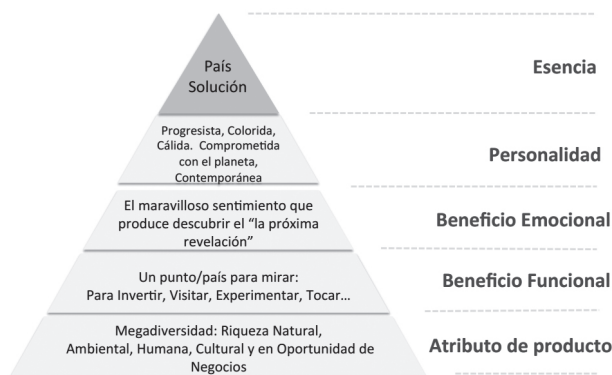 País
Solución
Esencia
Progresista, Colorida,
Cálida. Comprometida
con el planeta,
Contemporánea
Personalidad
El maravilloso sentimiento que
produce descubrir el “la próxima
revelación”
Beneficio Emocional
Un punto/país para mirar:
Para Invertir, Visitar, Experimentar, Tocar…
Beneficio Funcional
Megadiversidad: Riqueza Natural,
Ambiental, Humana, Cultural y en Oportunidad de
Negocios
Atributo de producto